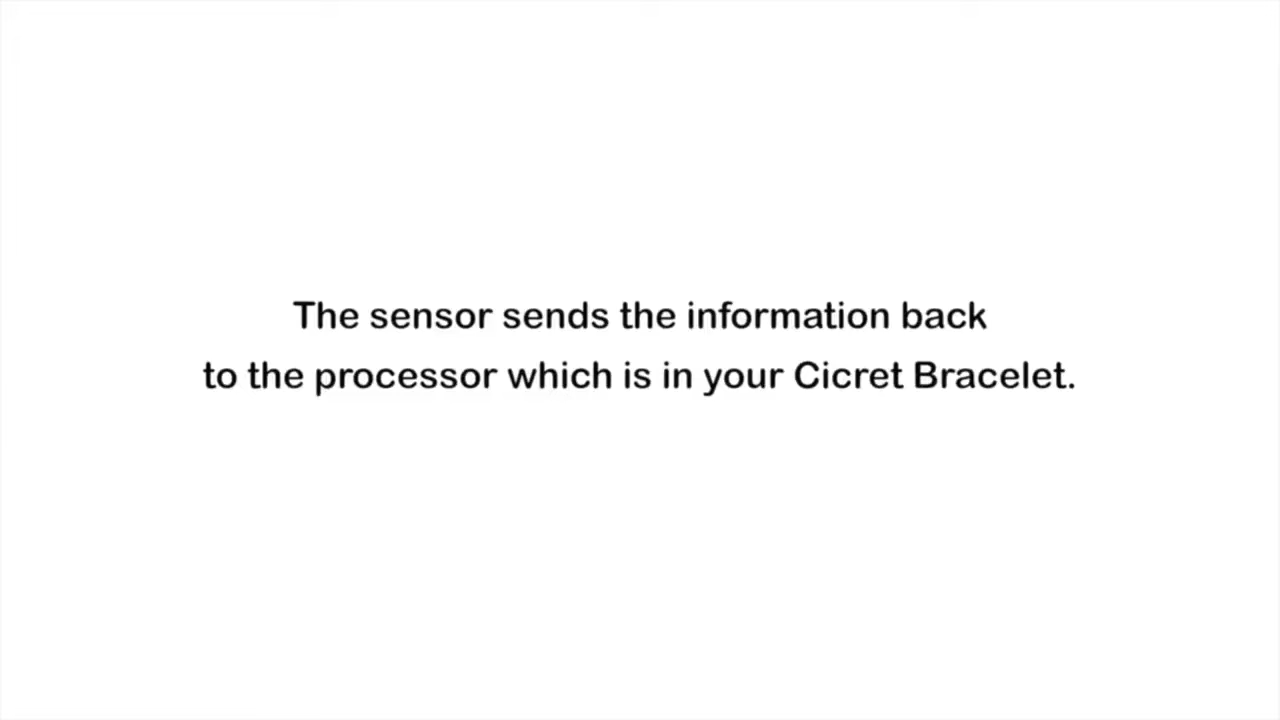 The sensor sends the information back
to the processor which is in your Cicret Bracelet.